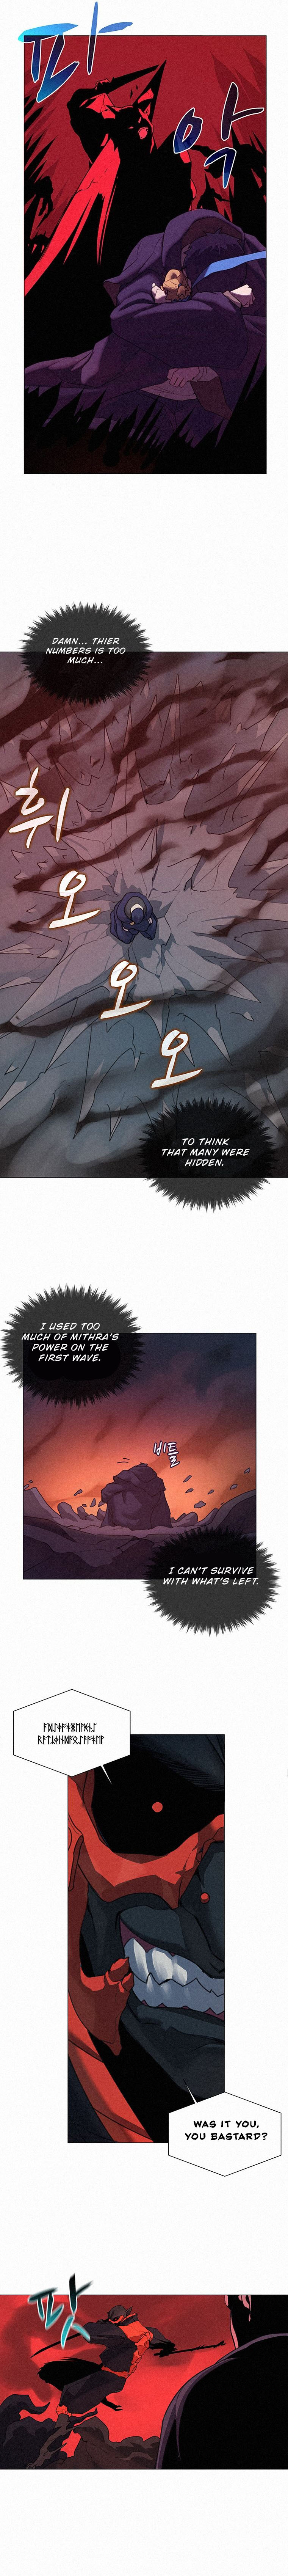 파
악
DAMN... THIER
NUMBERS IS TOO
MUCH...
휘
오
오
오
TO THINK
THAT MANY WERE
HIDDEN.
I USED TOO
MUCH OF MITHRA'S
POWER ON THE
FIRST WAVE.
비틀
I CAN'T SURVIVE
WITH WHAT'S LEFT.
WAS IT YOU,
YOU BASTARD?
팟